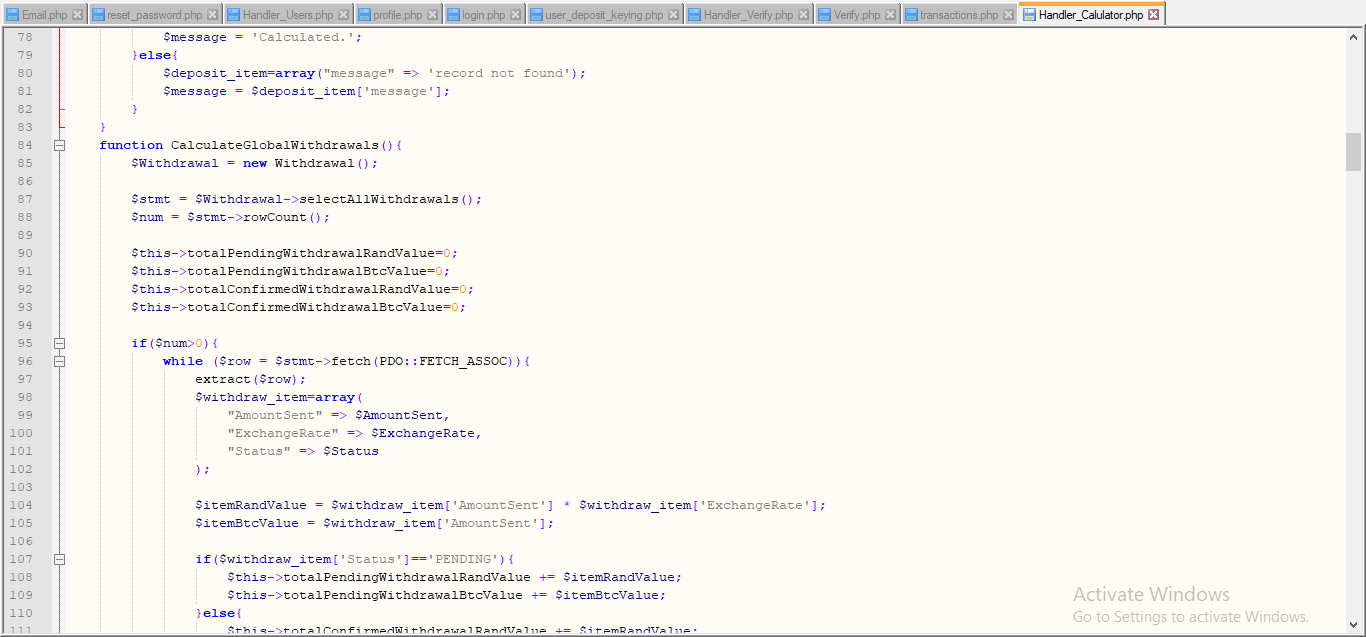 Email.php reset_password.php Handler_Users.php profile.php login.php user_deposit_keying.php Handler_Verify.php Verify.php transactions.php Handler_Calulator.php
78 $message = 'Calculated.';
79 }else{
80 $deposit_item=array("message" => 'record not found');
81 $message = $deposit_item['message'];
82 }
83 }
84 function CalculateGlobalWithdrawals(){
85 $Withdrawal = new Withdrawal();
86
87 $stmt = $Withdrawal->selectAllWithdrawals();
88 $num = $stmt->rowCount();
89
90 $this->totalPendingWithdrawalRandValue=0;
91 $this->totalPendingWithdrawalBtcValue=0;
92 $this->totalConfirmedWithdrawalRandValue=0;
93 $this->totalConfirmedWithdrawalBtcValue=0;
94
95 if($num>0){
96 while ($row = $stmt->fetch(PDO::FETCH_ASSOC)){
97 extract($row);
98 $withdraw_item=array(
99 "AmountSent" => $AmountSent,
100 "ExchangeRate" => $ExchangeRate,
101 "Status" => $Status
102 );
103
104 $itemRandValue = $withdraw_item['AmountSent'] * $withdraw_item['ExchangeRate'];
105 $itemBtcValue = $withdraw_item['AmountSent'];
106
107 if($withdraw_item['Status']=='PENDING'){
108 $this->totalPendingWithdrawalRandValue += $itemRandValue;
109 $this->totalPendingWithdrawalBtcValue += $itemBtcValue;
110 }else{
111 $this->totalConfirmedWithdrawalRandValue += $itemRandValue;
Activate Windows
Go to Settings to activate Windows.